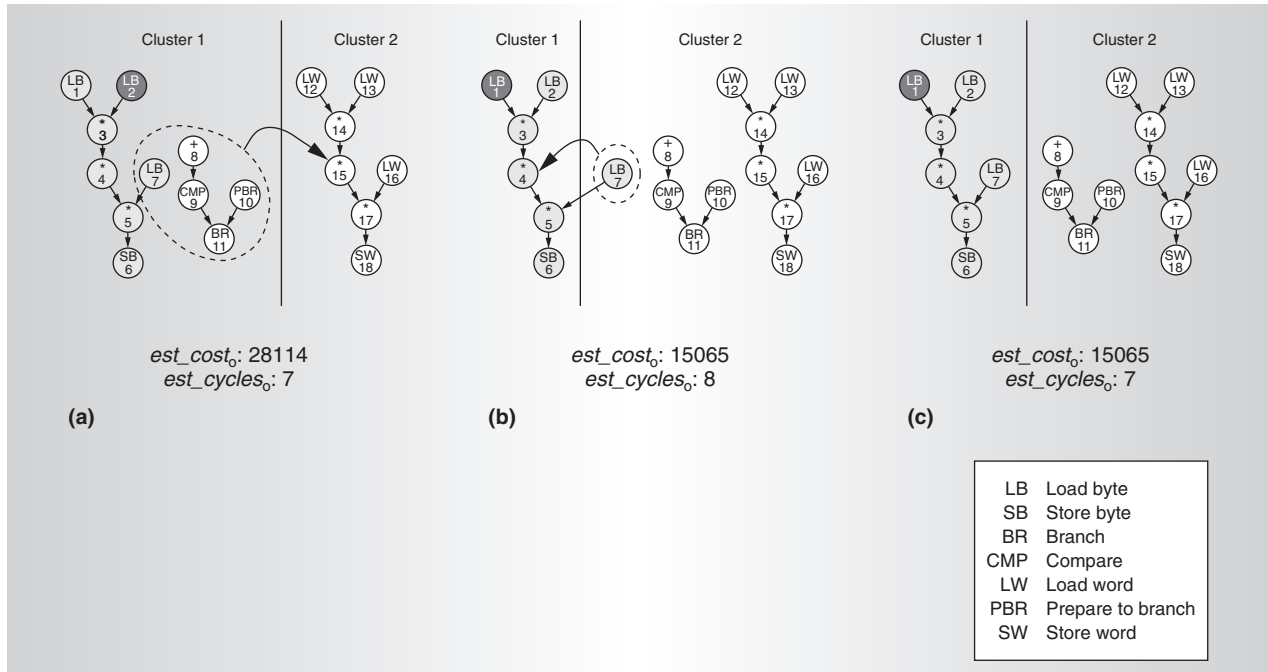 Cluster 1
Cluster 2
LB 1
LB 2
* 3
* 4
LB 7
* 5
SB 6
+ 8
CMP 9
PBR 10
BR 11
LW 12
LW 13
* 14
* 15
LW 16
* 17
SW 18
est_costₒ: 28114
est_cyclesₒ: 7
(a)
Cluster 1
Cluster 2
LB 1
LB 2
* 3
* 4
LB 7
* 5
SB 6
+ 8
CMP 9
PBR 10
BR 11
LW 12
LW 13
* 14
* 15
LW 16
* 17
SW 18
est_costₒ: 15065
est_cyclesₒ: 8
(b)
Cluster 1
Cluster 2
LB 1
LB 2
* 3
* 4
LB 7
* 5
SB 6
+ 8
CMP 9
PBR 10
BR 11
LW 12
LW 13
* 14
* 15
LW 16
* 17
SW 18
est_costₒ: 15065
est_cyclesₒ: 7
(c)
LB Load byte
SB Store byte
BR Branch
CMP Compare
LW Load word
PBR Prepare to branch
SW Store word